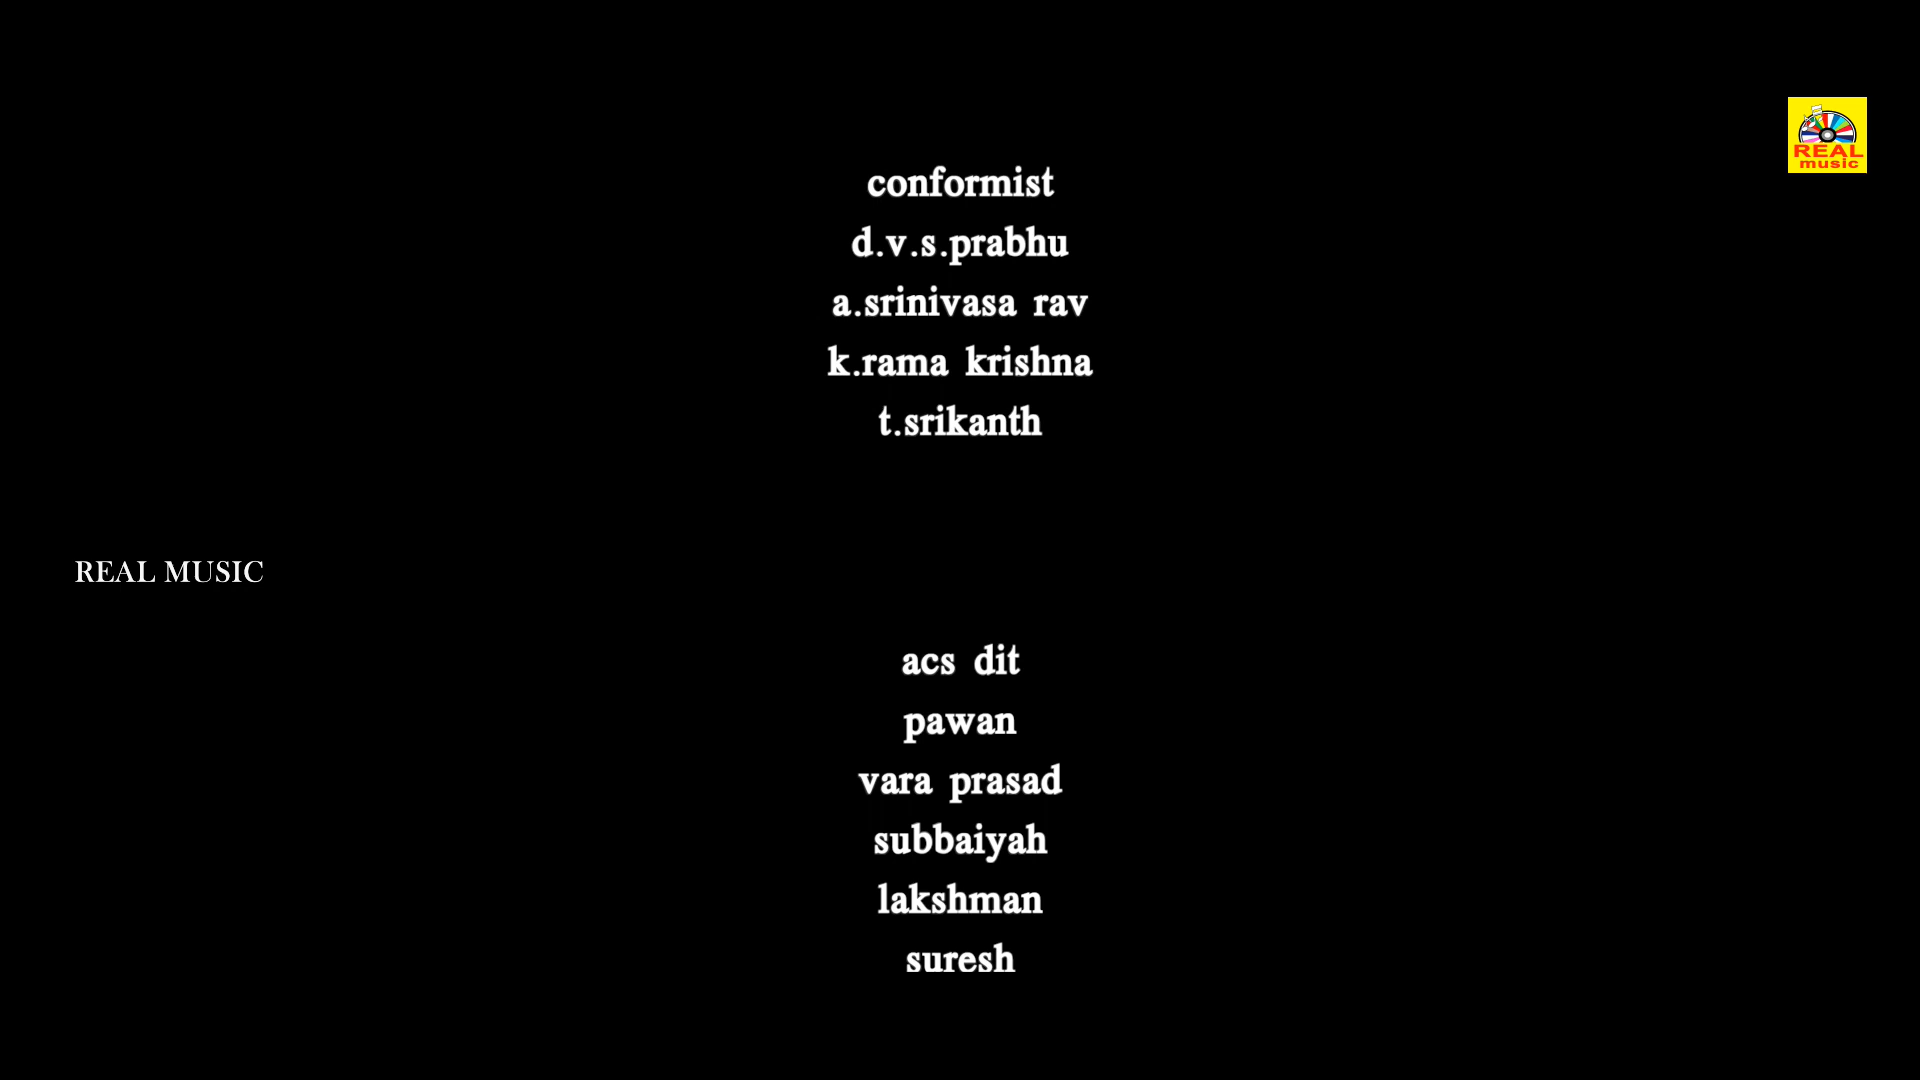 REAL
music
conformist
d.v.s.prabhu
a.srinivasa rav
k.rama krishna
t.srikanth
REAL MUSIC
acs dit
pawan
vara prasad
subbaiyah
lakshman
suresh